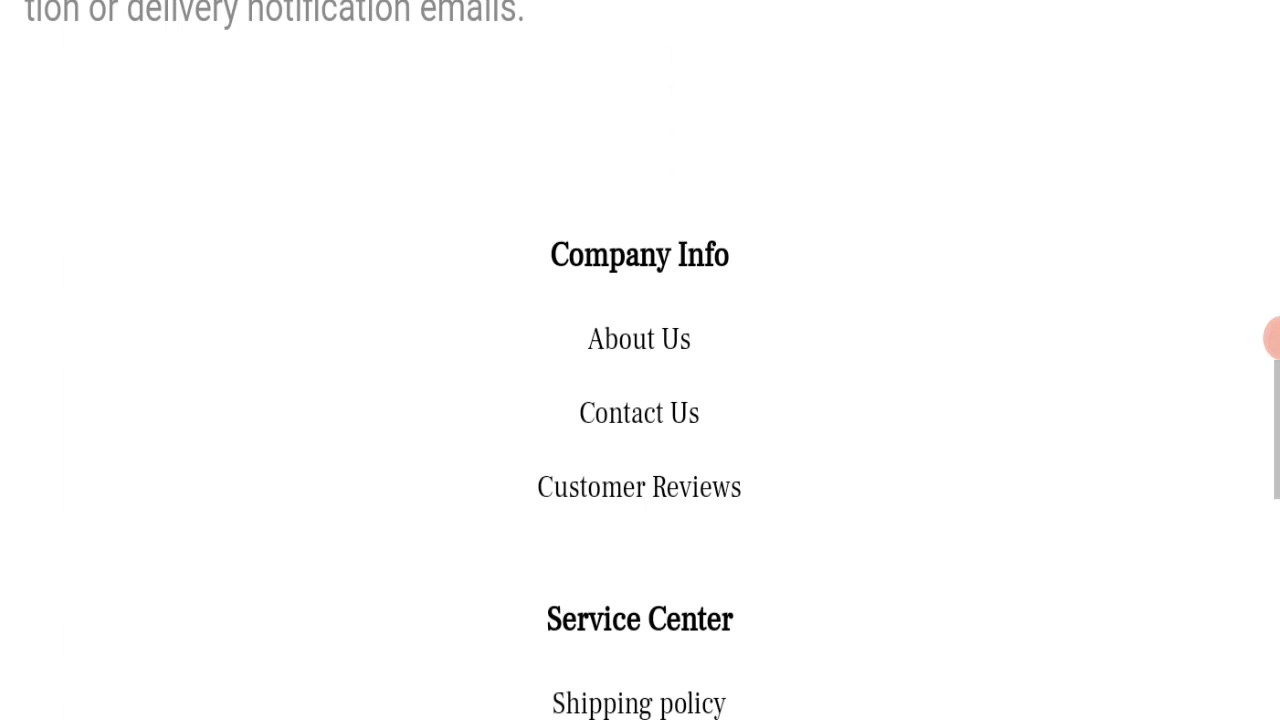 tion or delivery notification emails.
Company Info
About Us
Contact Us
Customer Reviews
Service Center
Shipping policy